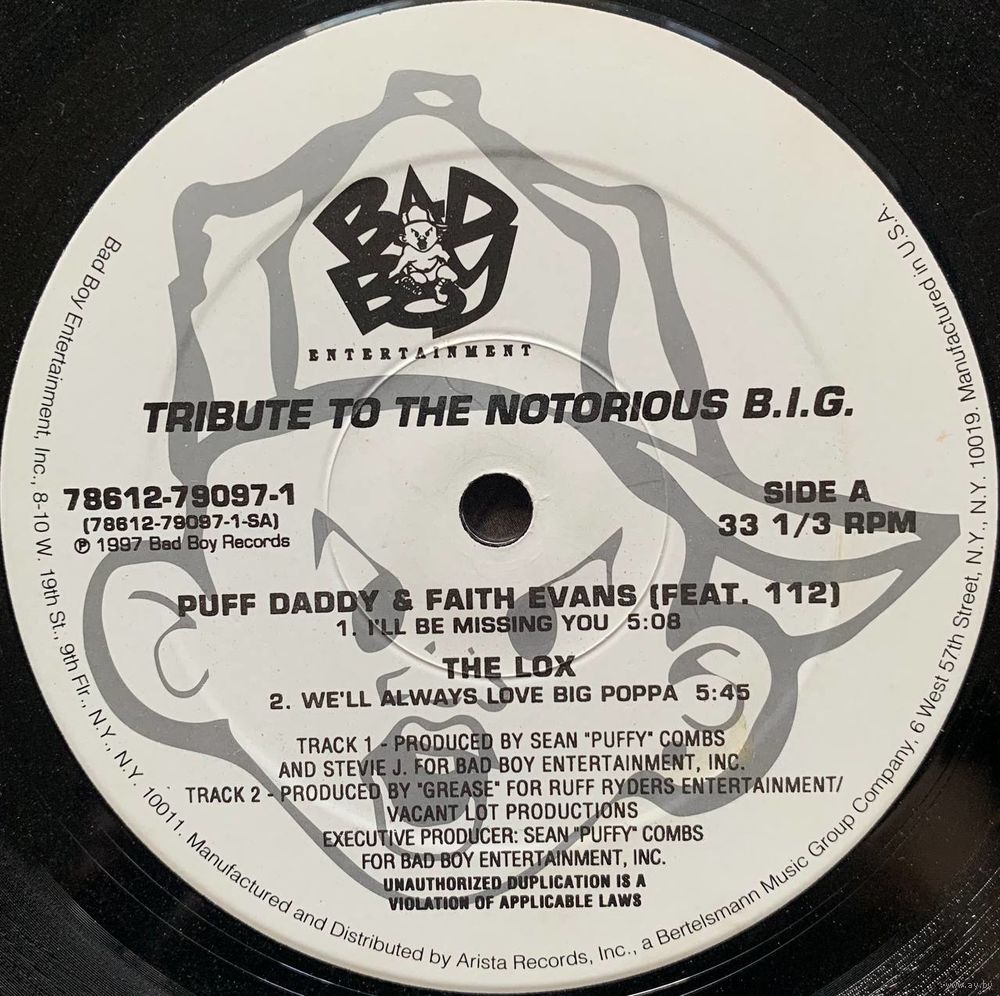 BAD
BOY
ENTERTAINMENT
TRIBUTE TO THE NOTORIOUS B.I.G.
78612-79097-1
(78612-79097-1-SA)
℗ 1997 Bad Boy Records
SIDE A
33 1/3 RPM
PUFF DADDY & FAITH EVANS (FEAT. 112)
1. I'LL BE MISSING YOU 5:08
THE LOX
2. WE'LL ALWAYS LOVE BIG POPPA 5:45
TRACK 1 - PRODUCED BY SEAN "PUFFY" COMBS
AND STEVIE J. FOR BAD BOY ENTERTAINMENT, INC.
TRACK 2 - PRODUCED BY "GREASE" FOR RUFF RYDERS ENTERTAINMENT/
VACANT LOT PRODUCTIONS
EXECUTIVE PRODUCER: SEAN "PUFFY" COMBS
FOR BAD BOY ENTERTAINMENT, INC.
UNAUTHORIZED DUPLICATION IS A
VIOLATION OF APPLICABLE LAWS
Bad Boy Entertainment, Inc., 8-10 W. 19th St., 9th Flr., N.Y., N.Y. 10011. Manufactured and Distributed by Arista Records, Inc., a Bertelsmann Music Group Company, 6 West 57th Street, N.Y., N.Y. 10019. Manufactured in U.S.A.
www.ay.by